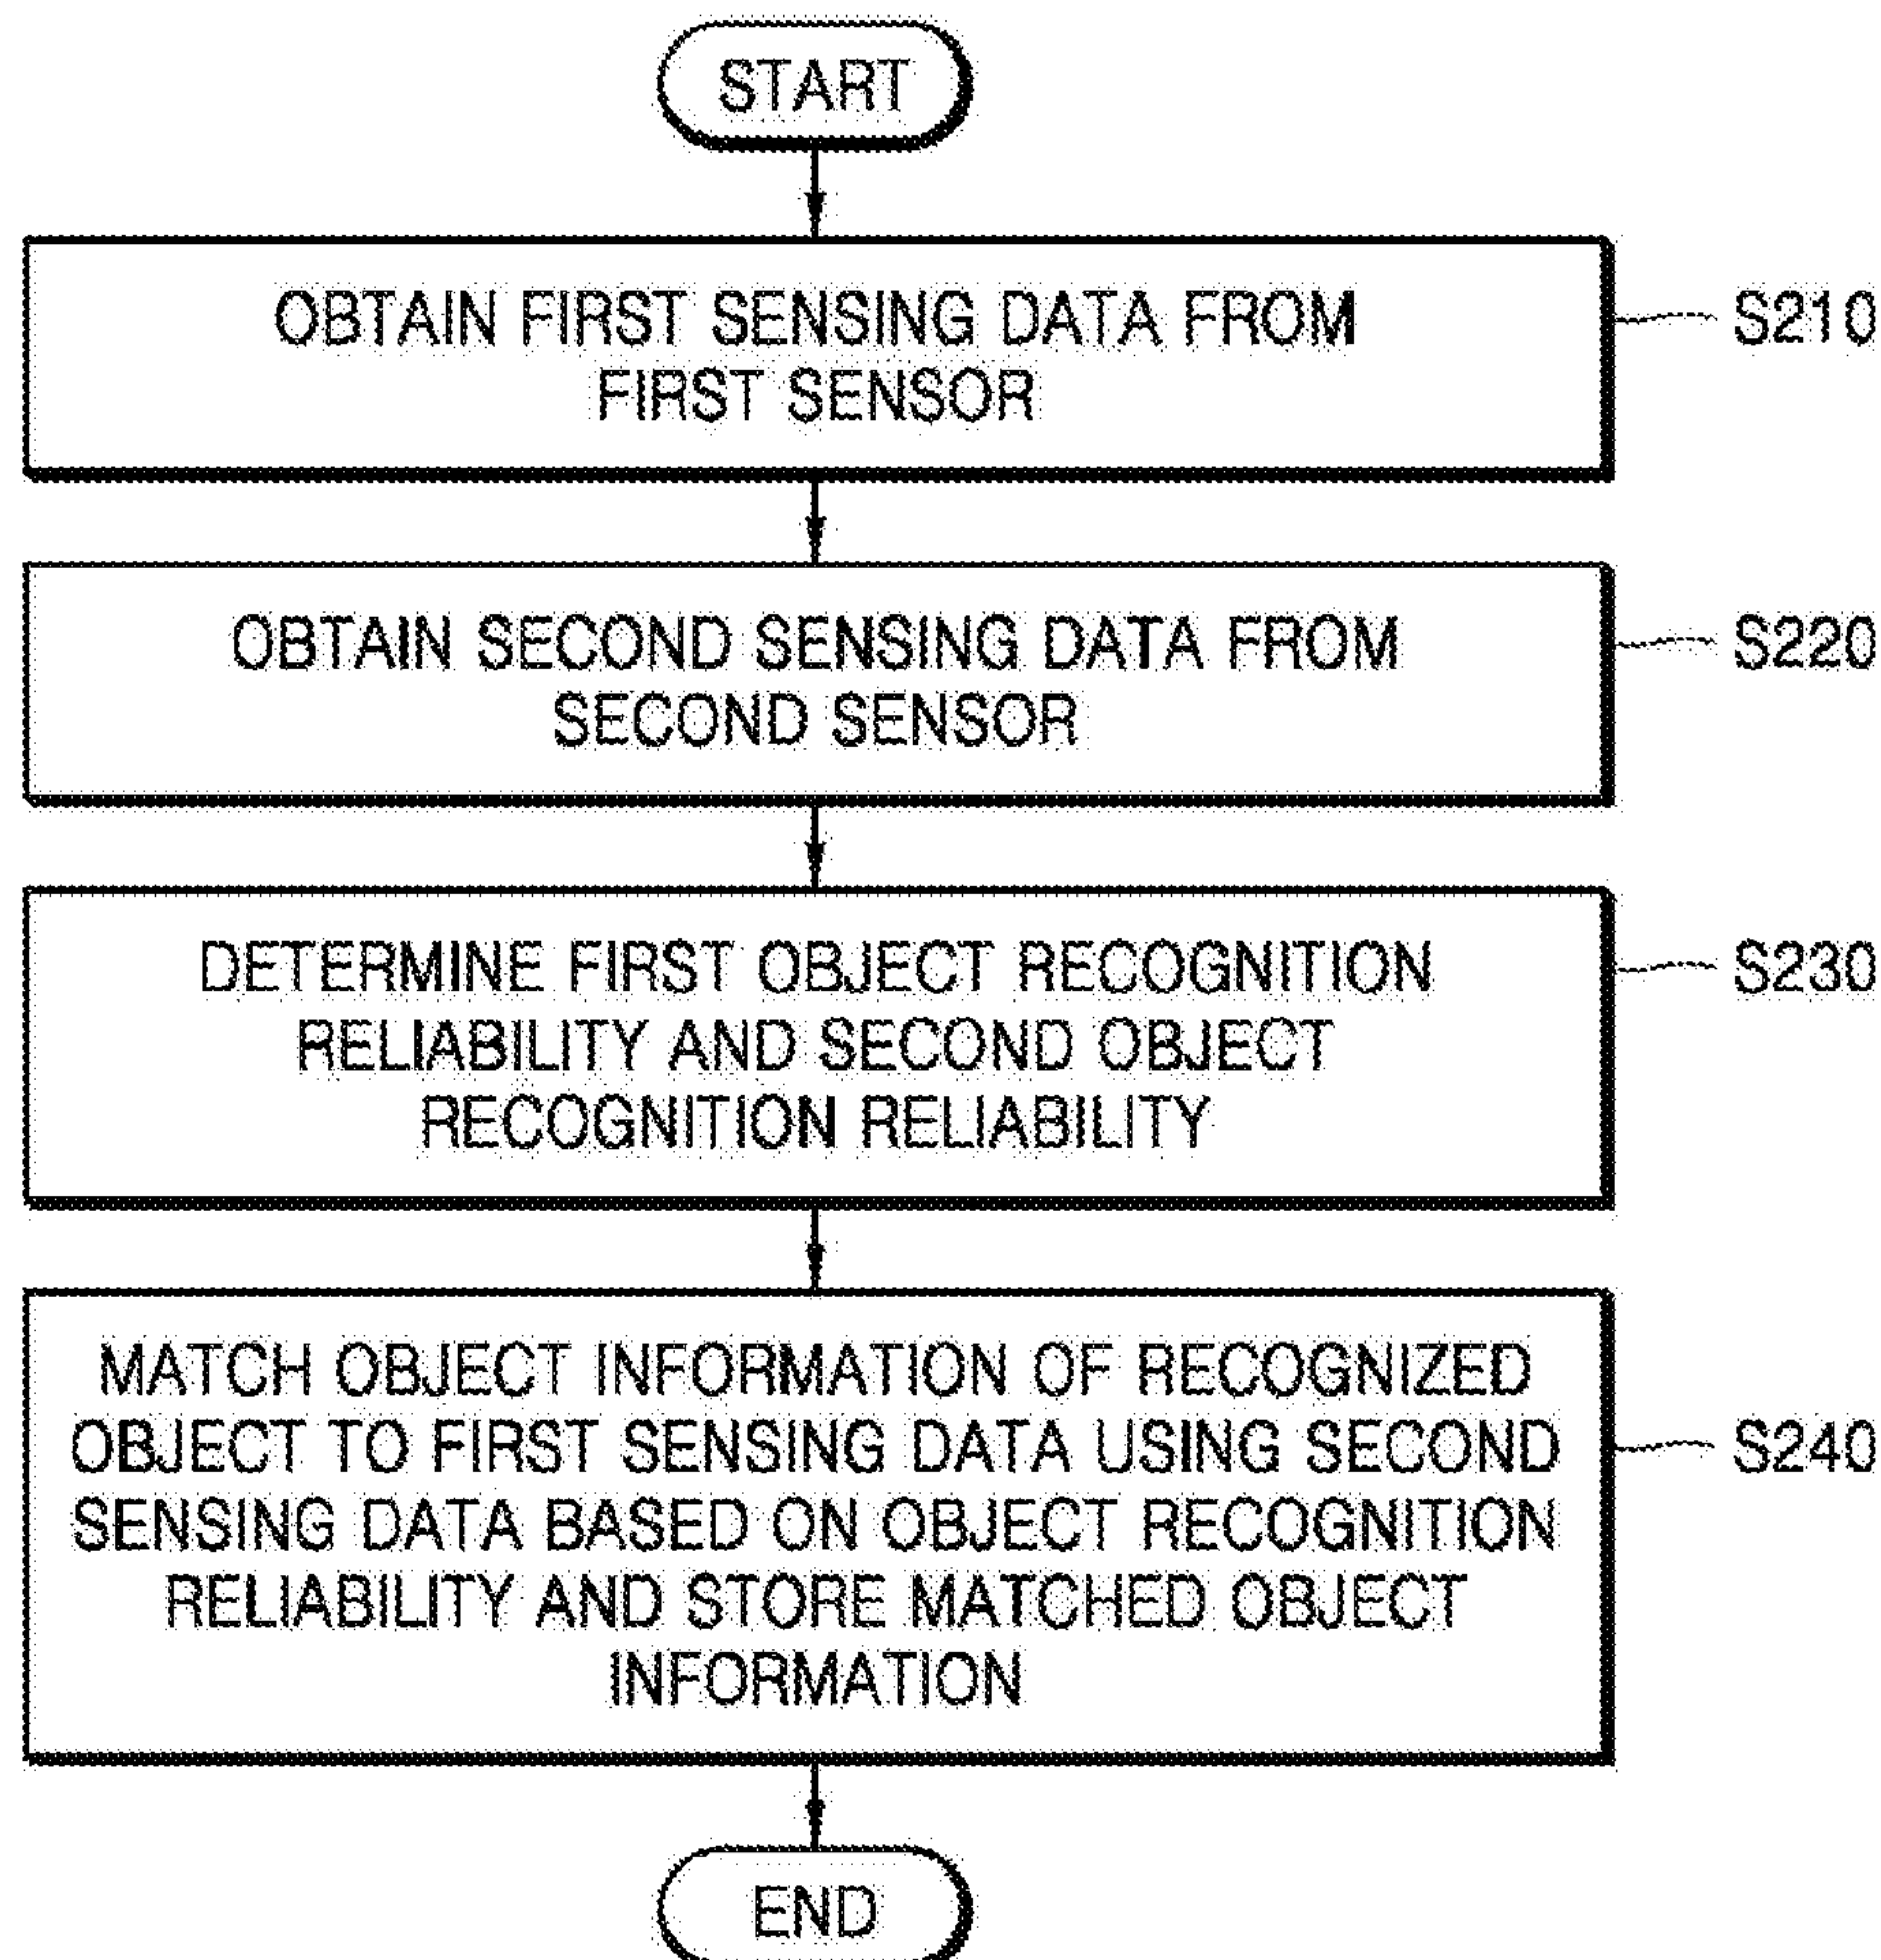 START
OBTAIN FIRST SENSING DATA FROM
FIRST SENSOR
S210
OBTAIN SECOND SENSING DATA FROM
SECOND SENSOR
S220
DETERMINE FIRST OBJECT RECOGNITION
RELIABILITY AND SECOND OBJECT
RECOGNITION RELIABILITY
S230
MATCH OBJECT INFORMATION OF RECOGNIZED
OBJECT TO FIRST SENSING DATA USING SECOND
SENSING DATA BASED ON OBJECT RECOGNITION
RELIABILITY AND STORE MATCHED OBJECT
INFORMATION
S240
END